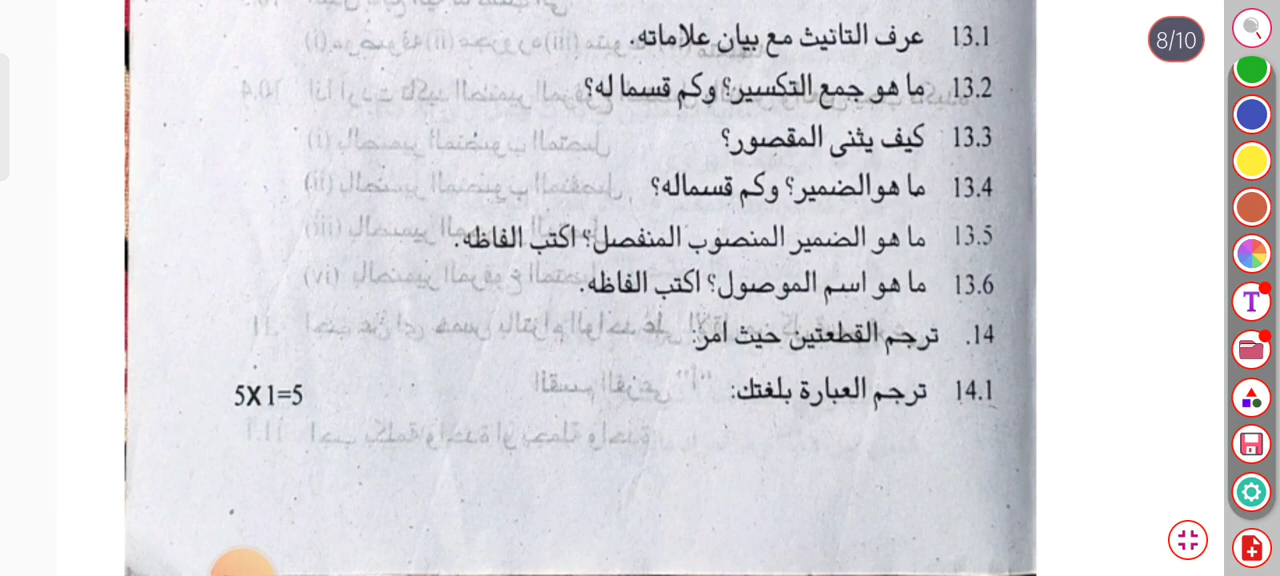 8/10
13.1 عرف التانيث مع بيان علاماته.
13.2 ما هو جمع التكسير؟ وكم قسما له؟
13.3 كيف يثنى المقصور؟
13.4 ما هوالضمير؟ وكم قسماله؟
13.5 ما هو الضمير المنصوب المنفصل؟ اكتب الفاظه.
13.6 ما هو اسم الموصول؟ اكتب الفاظه.
14. ترجم القطعتين حيث امر:
14.1 ترجم العبارة بلغتك: 5X1=5
T